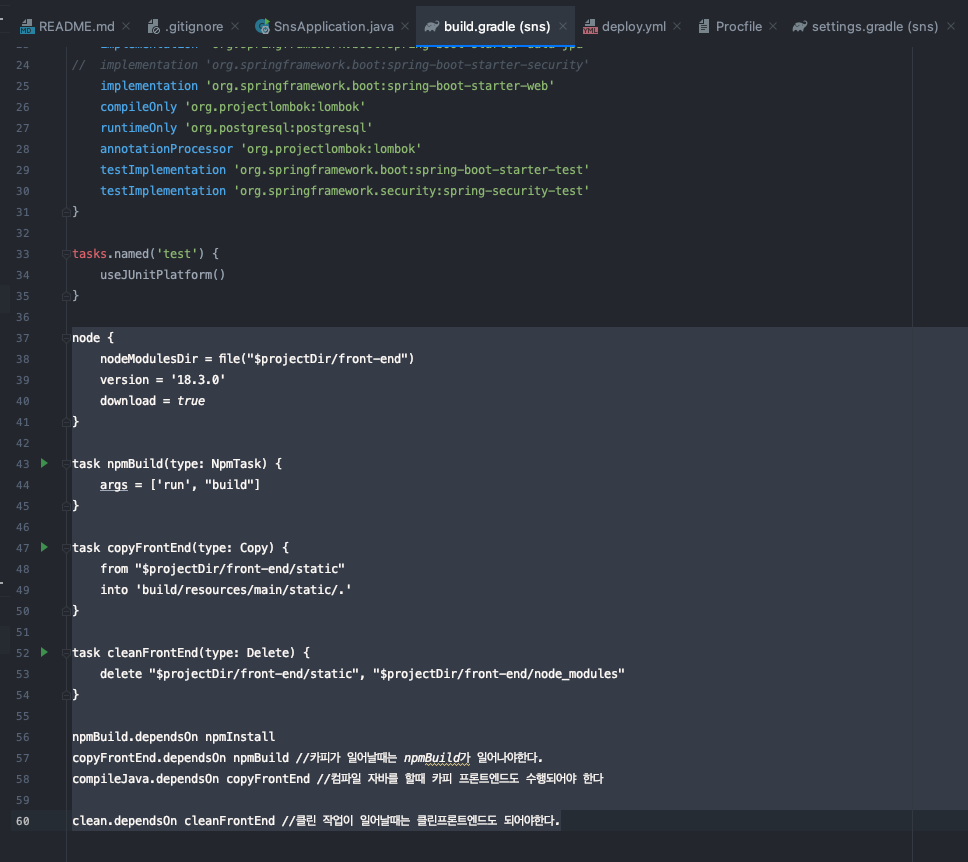 README.md .gitignore SnsApplication.java build.gradle (sns) deploy.yml Procfile settings.gradle (sns)
24 // implementation 'org.springframework.boot:spring-boot-starter-security'
25 implementation 'org.springframework.boot:spring-boot-starter-web'
26 compileOnly 'org.projectlombok:lombok'
27 runtimeOnly 'org.postgresql:postgresql'
28 annotationProcessor 'org.projectlombok:lombok'
29 testImplementation 'org.springframework.boot:spring-boot-starter-test'
30 testImplementation 'org.springframework.security:spring-security-test'
31 }
32
33 tasks.named('test') {
34 useJUnitPlatform()
35 }
36
37 node {
38 nodeModulesDir = file("$projectDir/front-end")
39 version = '18.3.0'
40 download = true
41 }
42
43 task npmBuild(type: NpmTask) {
44 args = ['run', "build"]
45 }
46
47 task copyFrontEnd(type: Copy) {
48 from "$projectDir/front-end/static"
49 into 'build/resources/main/static/.'
50 }
51
52 task cleanFrontEnd(type: Delete) {
53 delete "$projectDir/front-end/static", "$projectDir/front-end/node_modules"
54 }
55
56 npmBuild.dependsOn npmInstall
57 copyFrontEnd.dependsOn npmBuild //카피가 일어날때는 npmBuild가 일어나야한다.
58 compileJava.dependsOn copyFrontEnd //컴파일 자바를 할때 카피 프론트엔드도 수행되어야 한다
59
60 clean.dependsOn cleanFrontEnd //클린 작업이 일어날때는 클린프론트엔드도 되어야한다.